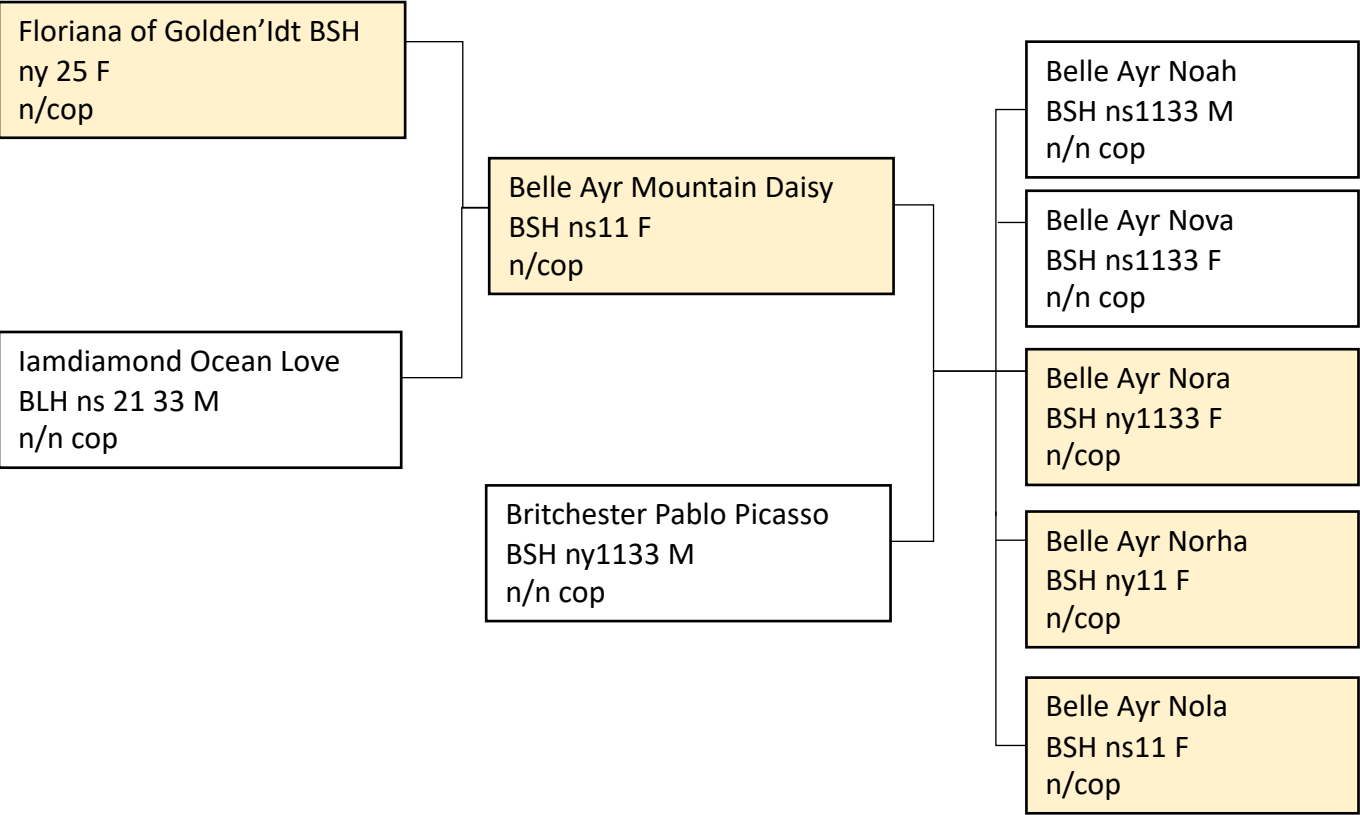 Floriana of Golden’Idt BSH
ny 25 F
n/cop
Iamdiamond Ocean Love
BLH ns 21 33 M
n/n cop
Belle Ayr Mountain Daisy
BSH ns11 F
n/cop
Britchester Pablo Picasso
BSH ny1133 M
n/n cop
Belle Ayr Noah
BSH ns1133 M
n/n cop
Belle Ayr Nova
BSH ns1133 F
n/n cop
Belle Ayr Nora
BSH ny1133 F
n/cop
Belle Ayr Norha
BSH ny11 F
n/cop
Belle Ayr Nola
BSH ns11 F
n/cop